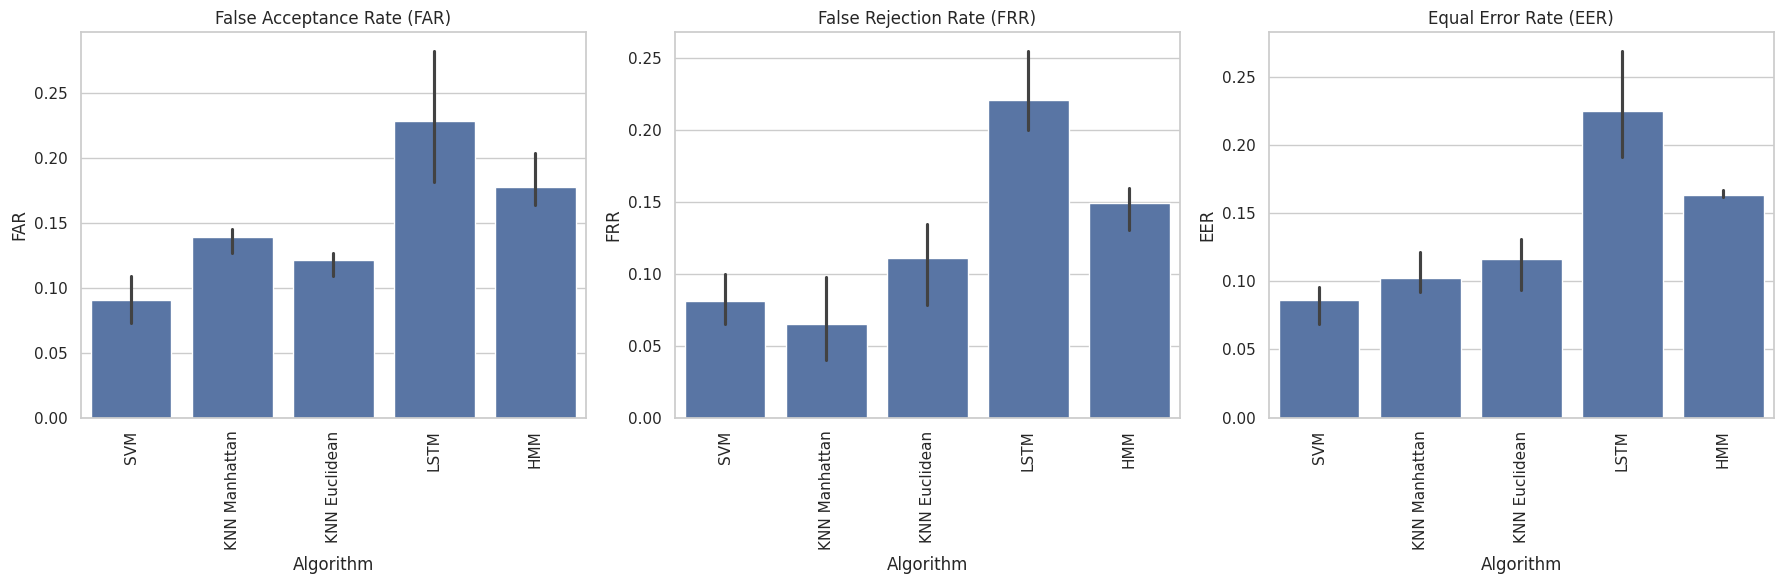 False Acceptance Rate (FAR)
FAR
0.25
0.20
0.15
0.10
0.05
0.00
SVM
KNN Manhattan
KNN Euclidean
LSTM
HMM
Algorithm
False Rejection Rate (FRR)
FRR
0.25
0.20
0.15
0.10
0.05
0.00
SVM
KNN Manhattan
KNN Euclidean
LSTM
HMM
Algorithm
Equal Error Rate (EER)
EER
0.25
0.20
0.15
0.10
0.05
0.00
SVM
KNN Manhattan
KNN Euclidean
LSTM
HMM
Algorithm